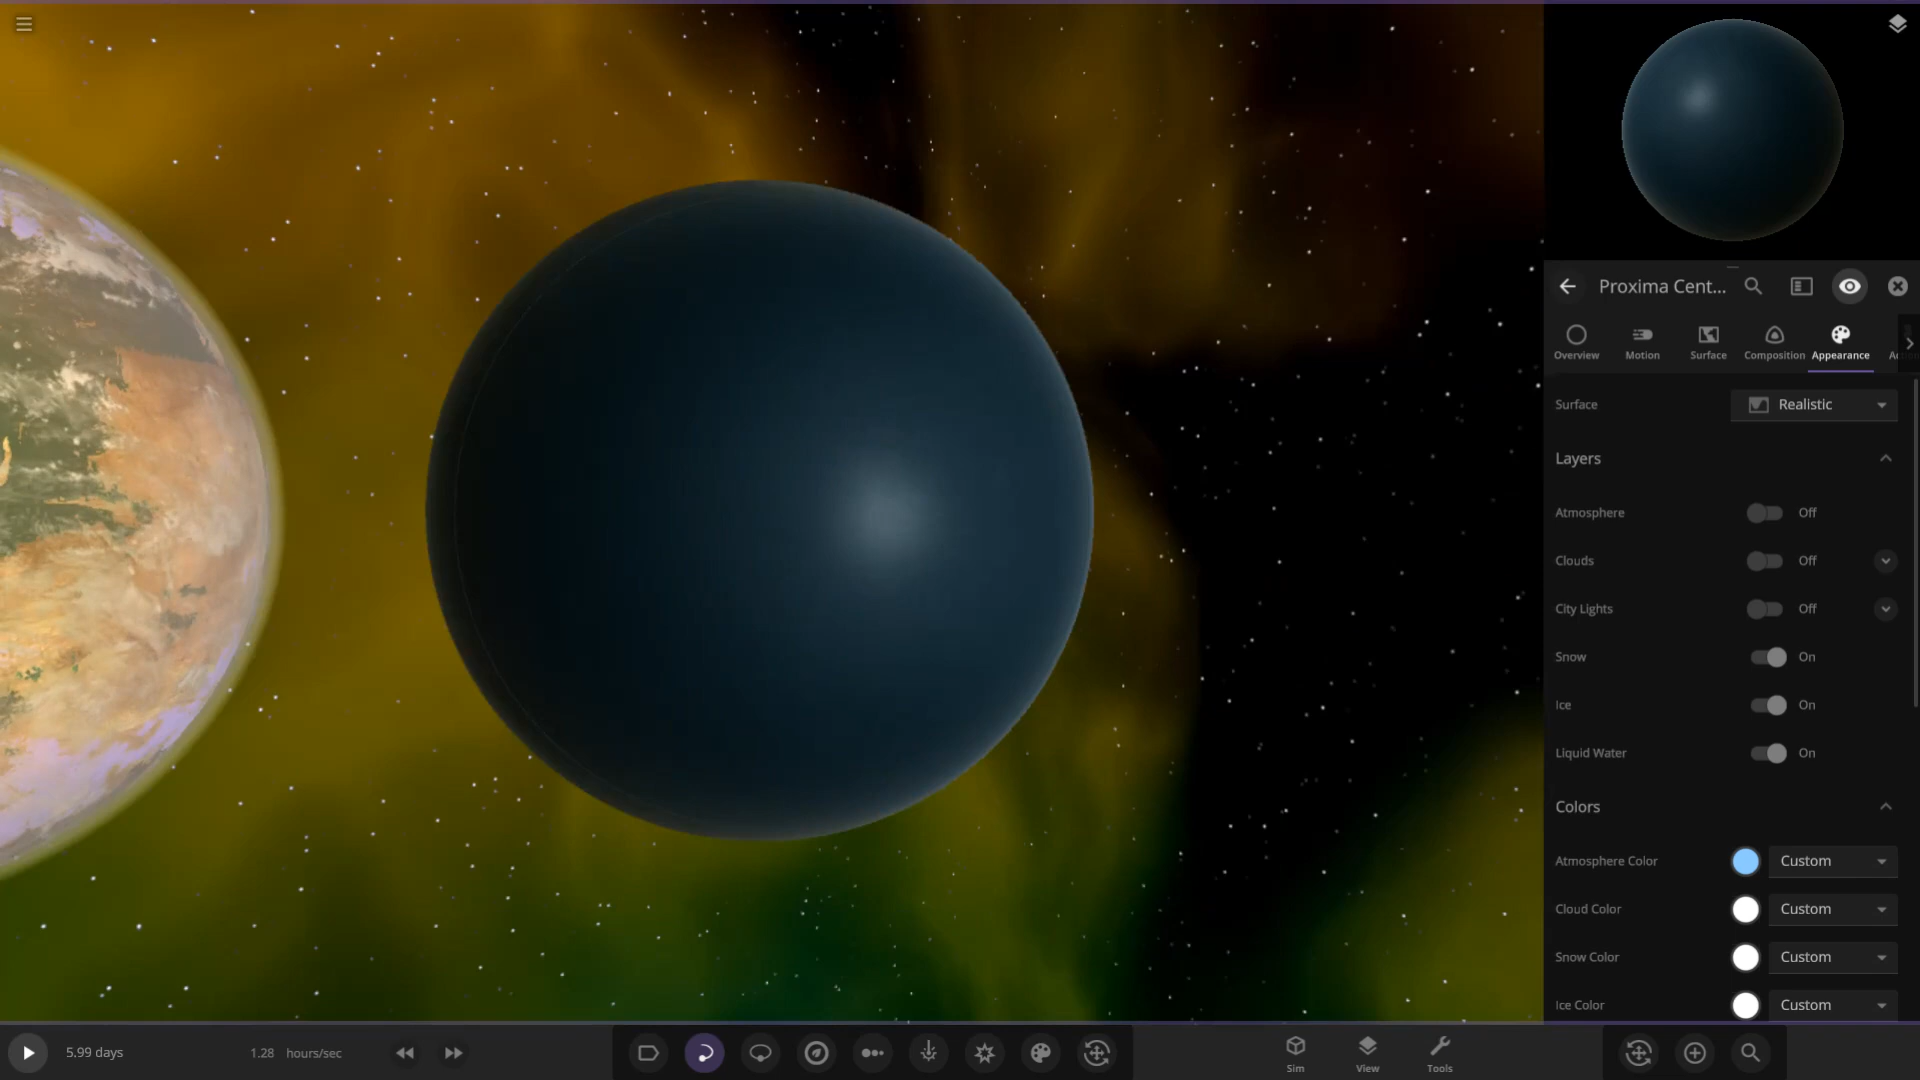 Proxima Cent...
Overview
Motion
Surface
Composition
Appearance
Surface
Realistic
Layers
Atmosphere
Off
Clouds
Off
City Lights
Off
Snow
On
Ice
On
Liquid Water
On
Colors
Atmosphere Color
Custom
Cloud Color
Custom
Snow Color
Custom
Ice Color
Custom
5.99 days
1.28 hours/sec
Sim
View
Tools